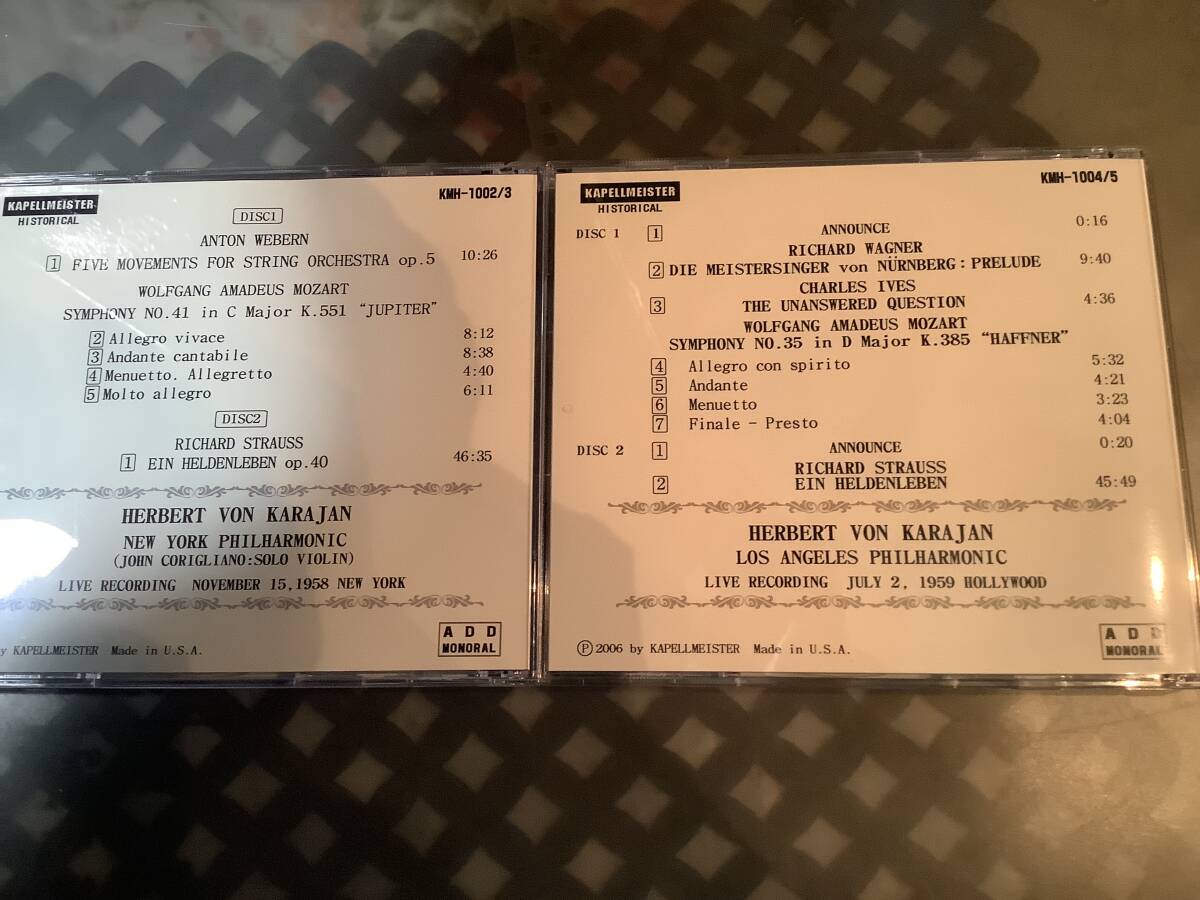 KAPELLMEISTER
HISTORICAL
KMH-1002/3
DISC1
ANTON WEBERN
1 FIVE MOVEMENTS FOR STRING ORCHESTRA op.5 10:26
WOLFGANG AMADEUS MOZART
SYMPHONY NO.41 in C Major K.551 “JUPITER”
2 Allegro vivace 8:12
3 Andante cantabile 8:38
4 Menuetto. Allegretto 4:40
5 Molto allegro 6:11
DISC2
RICHARD STRAUSS
1 EIN HELDENLEBEN op.40 46:35
HERBERT VON KARAJAN
NEW YORK PHILHARMONIC
(JOHN CORIGLIANO:SOLO VIOLIN)
LIVE RECORDING NOVEMBER 15,1958 NEW YORK
A D D
MONORAL
y KAPELLMEISTER Made in U.S.A.
KAPELLMEISTER
HISTORICAL
KMH-1004/5
DISC 1 1 ANNOUNCE 0:16
RICHARD WAGNER
2 DIE MEISTERSINGER von NÜRNBERG: PRELUDE 9:40
CHARLES IVES
3 THE UNANSWERED QUESTION 4:36
WOLFGANG AMADEUS MOZART
SYMPHONY NO.35 in D Major K.385 “HAFFNER”
4 Allegro con spirito 5:32
5 Andante 4:21
6 Menuetto 3:23
7 Finale - Presto 4:04
DISC 2 1 ANNOUNCE 0:20
RICHARD STRAUSS
2 EIN HELDENLEBEN 45:49
HERBERT VON KARAJAN
LOS ANGELES PHILHARMONIC
LIVE RECORDING JULY 2, 1959 HOLLYWOOD
A D D
MONORAL
Ⓟ2006 by KAPELLMEISTER Made in U.S.A.